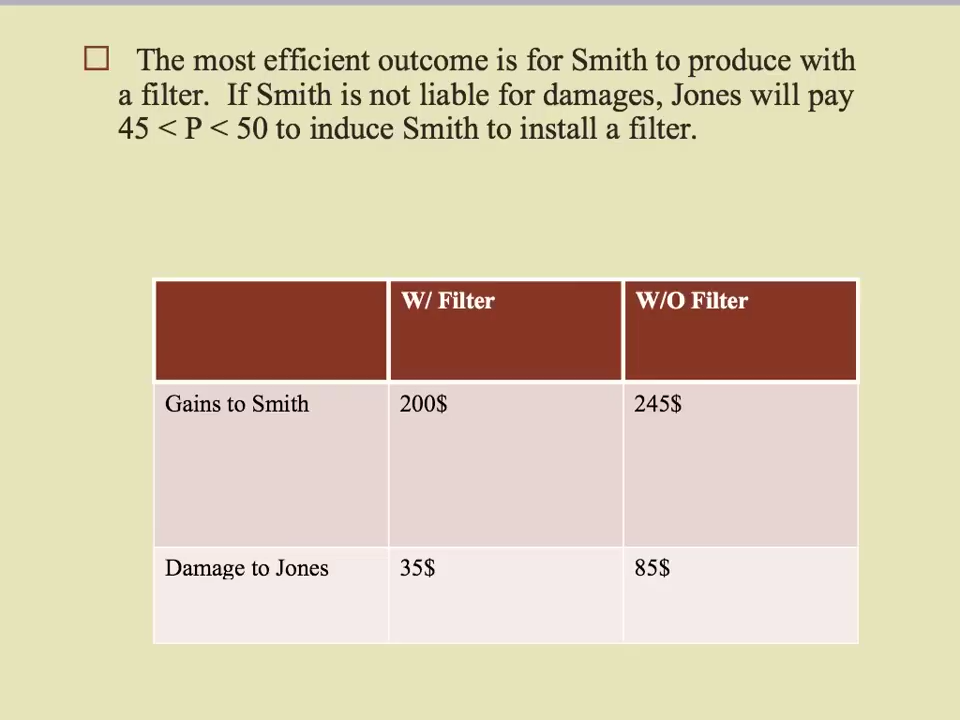 The most efficient outcome is for Smith to produce with
a filter. If Smith is not liable for damages, Jones will pay
45 < P < 50 to induce Smith to install a filter.
W/ Filter W/O Filter
Gains to Smith 200$ 245$
Damage to Jones 35$ 85$